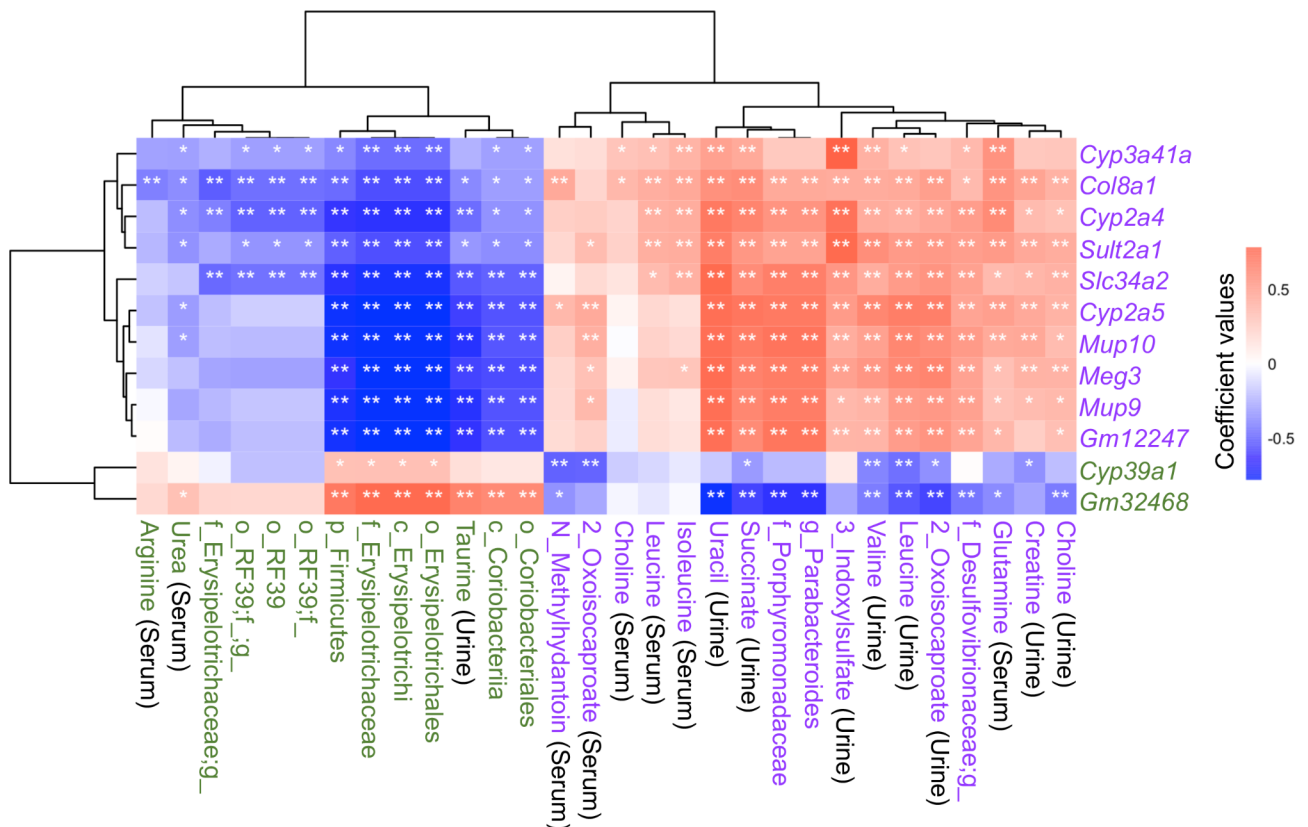 Cyp3a41a
Col8a1
Cyp2a4
Sult2a1
Slc34a2
Cyp2a5
Mup10
Meg3
Mup9
Gm12247
Cyp39a1
Gm32468
Coefficient values
0.5
0
-0.5
Arginine (Serum)
Urea (Serum)
f_Erysipelotrichaceae;g_
o_RF39;f_;g_
o_RF39
o_RF39;f_
p_Firmicutes
f_Erysipelotrichaceae
c_Erysipelotrichi
o_Erysipelotrichales
Taurine (Urine)
c_Coriobacteriia
o_Coriobacteriales
N_Methylhydantoin (Serum)
2_Oxoisocaproate (Serum)
Choline (Serum)
Leucine (Serum)
Isoleucine (Serum)
Uracil (Urine)
Succinate (Urine)
f_Porphyromonadaceae
g_Parabacteroides
3_Indoxylsulfate (Urine)
Valine (Urine)
Leucine (Urine)
2_Oxoisocaproate (Urine)
f_Desulfovibrionaceae;g_
Glutamine (Serum)
Creatine (Urine)
Choline (Urine)